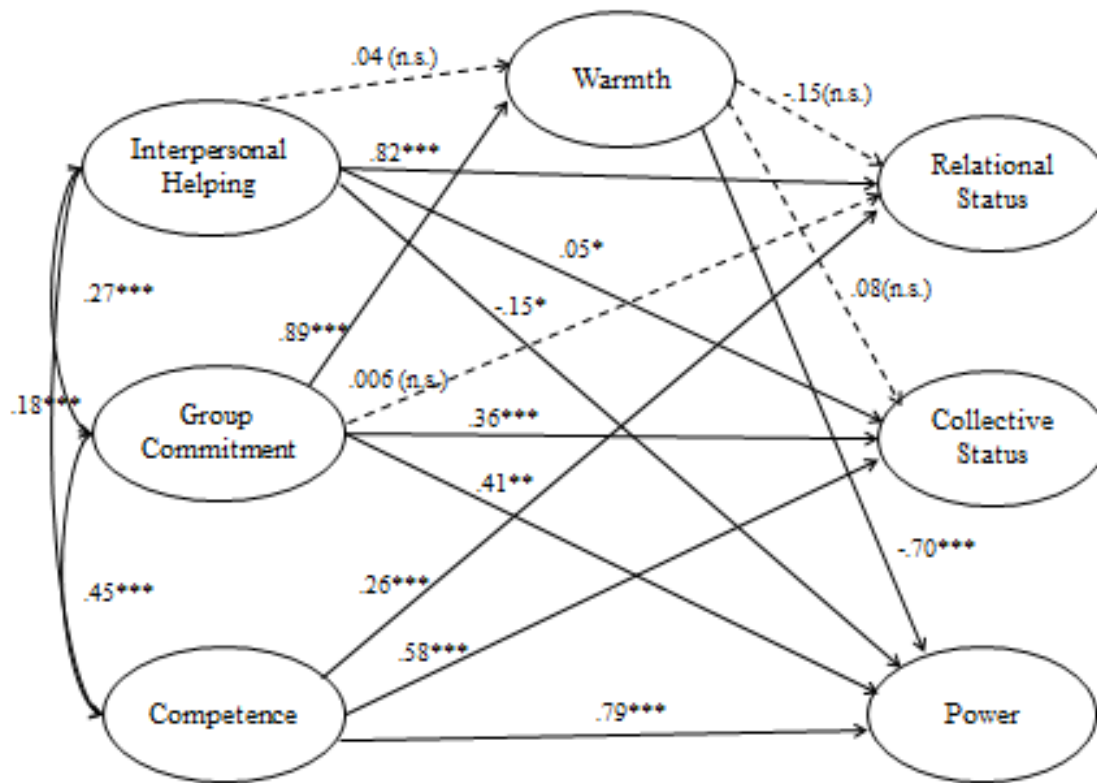 .04 (n.s.)
Warmth
-.15(n.s.)
Interpersonal
Helping
.82***
Relational
Status
.05*
.27***
-.15*
.08(n.s.)
.89***
.006 (n.s.)
.18***
Group
Commitment
.36***
Collective
Status
.41**
-.70***
.26***
.45***
.58***
Competence
.79***
Power